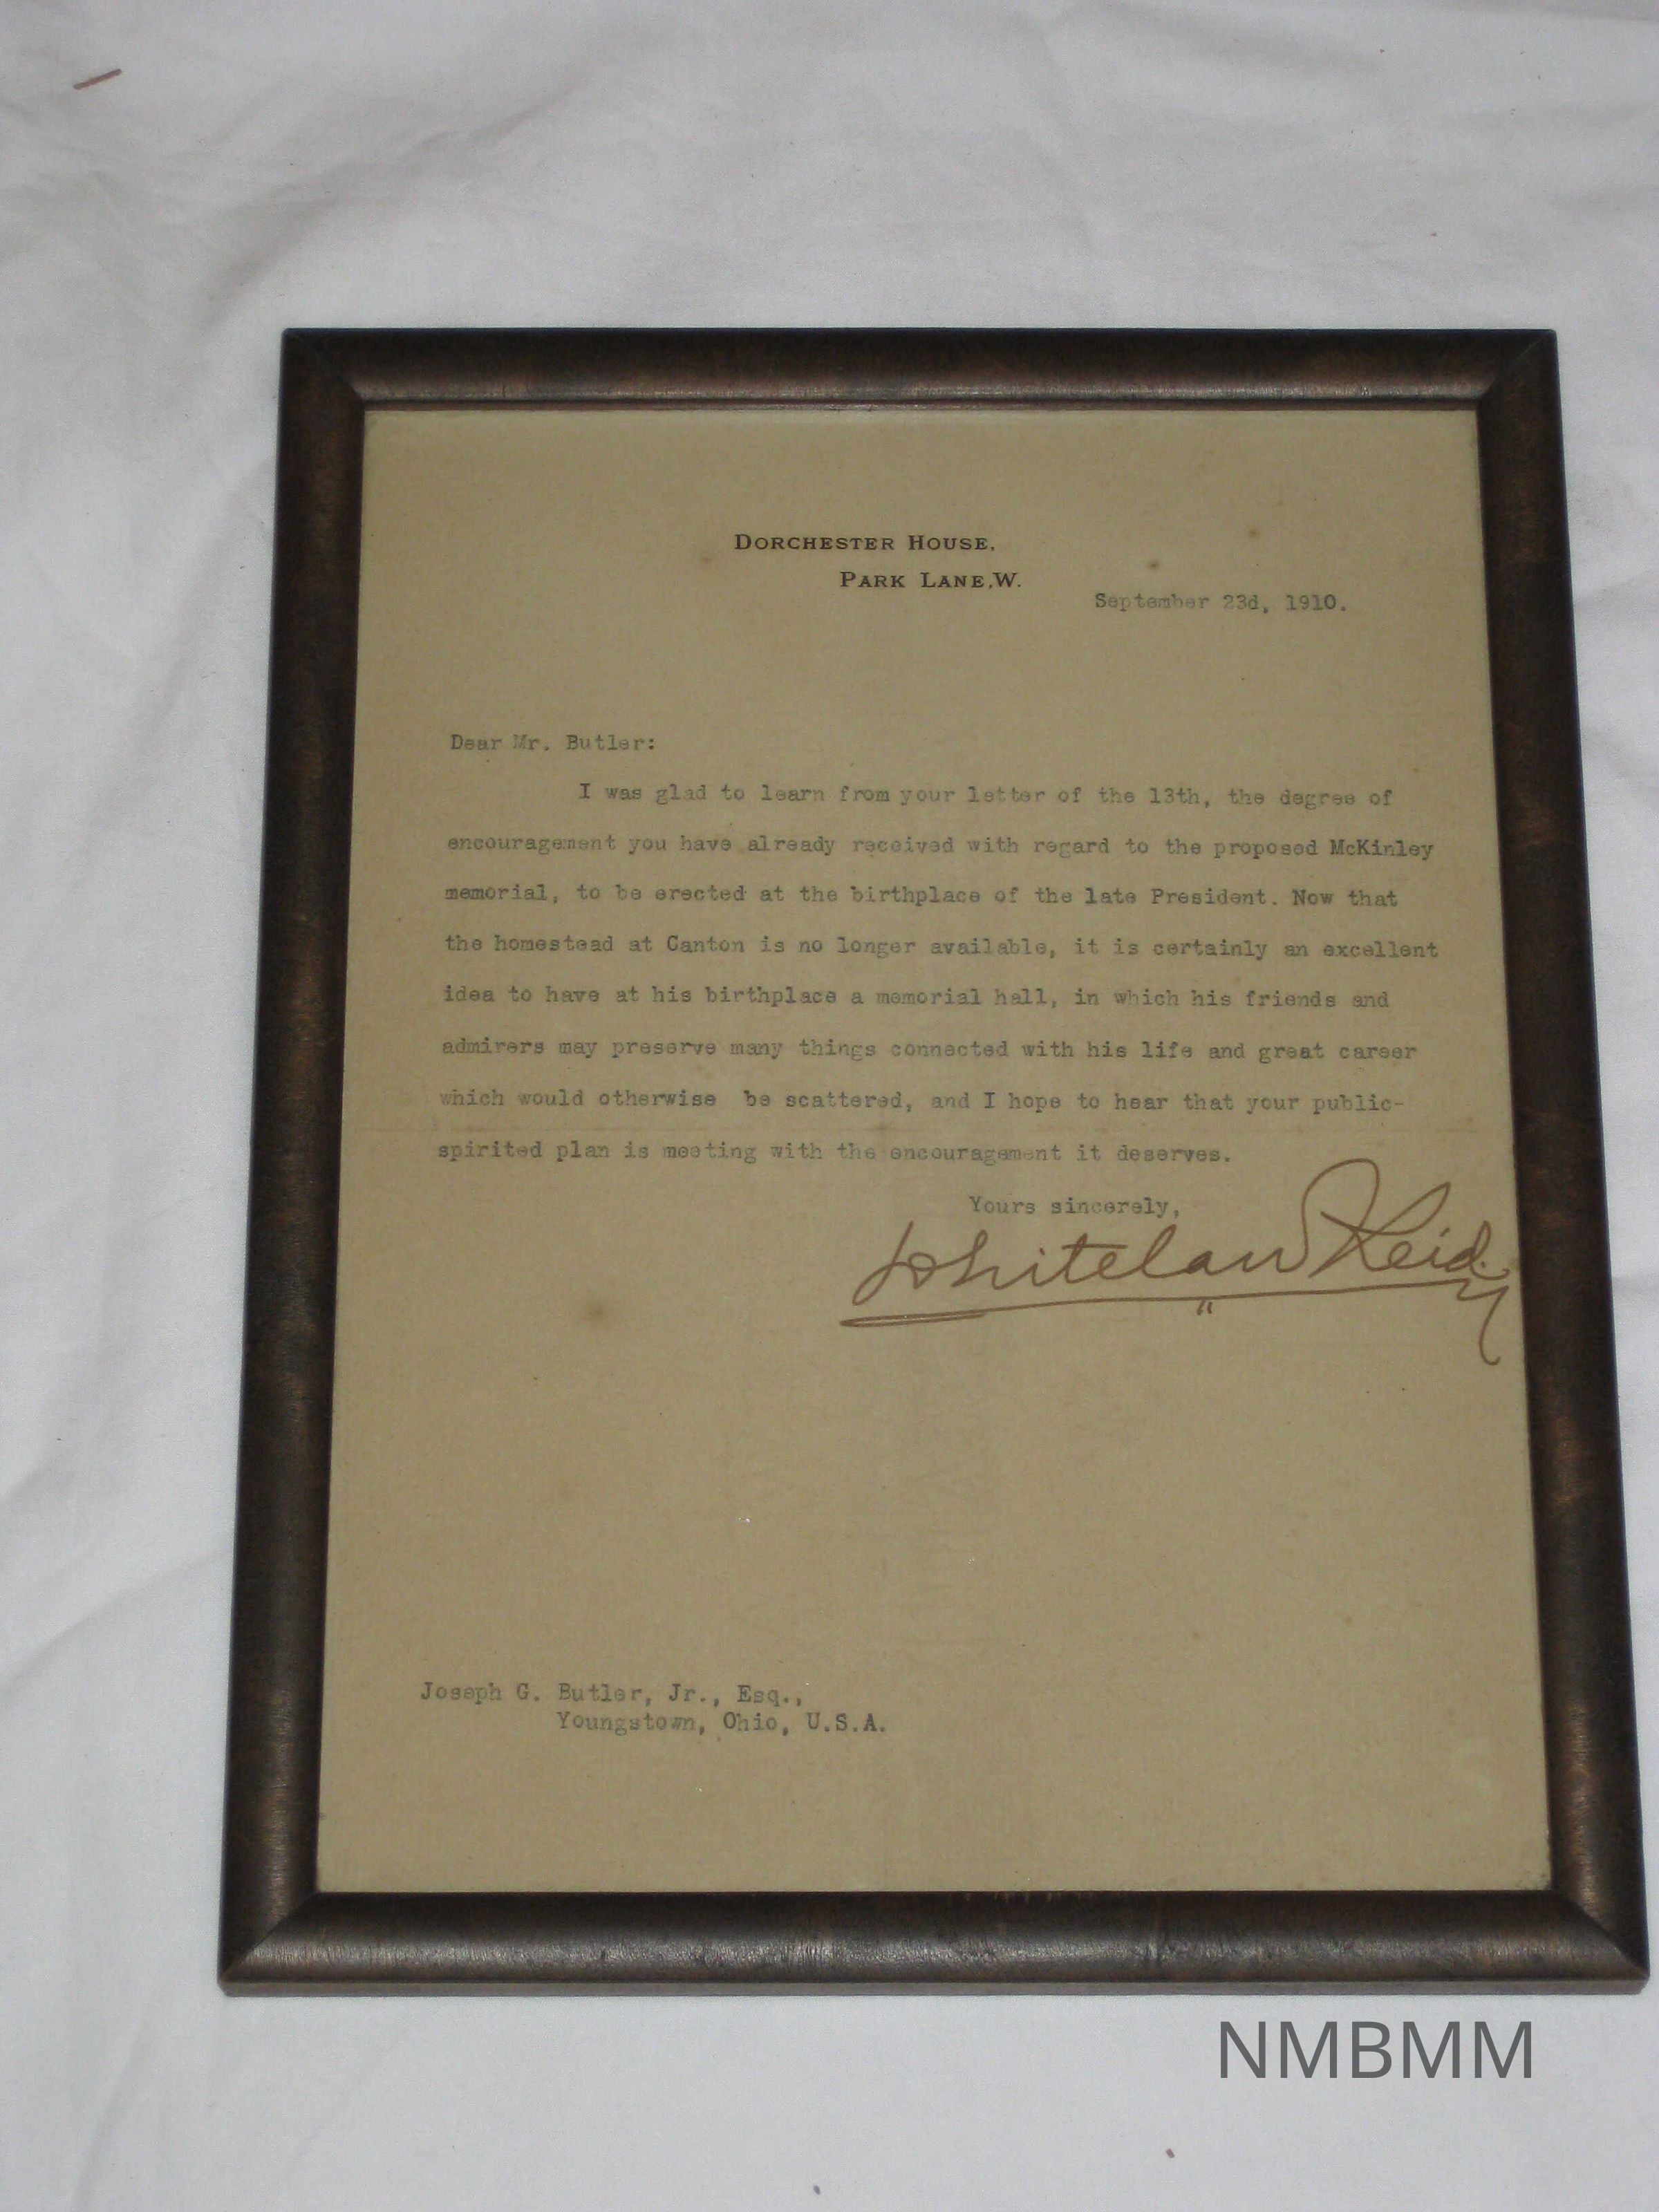 DORCHESTER HOUSE,
PARK LANE, W.
September 23d, 1910.
Dear Mr. Butler:
I was glad to learn from your letter of the 13th, the degree of
encouragement you have already received with regard to the proposed McKinley
memorial, to be erected at the birthplace of the late President. Now that
the homestead at Canton is no longer available, it is certainly an excellent
idea to have at his birthplace a memorial hall, in which his friends and
admirers may preserve many things connected with his life and great career
which would otherwise be scattered, and I hope to hear that your public-
spirited plan is meeting with the encouragement it deserves.
Yours sincerely,
Whitelaw Reid
Joseph G. Butler, Jr., Esq.,
Youngstown, Ohio, U.S.A.
NMBMM